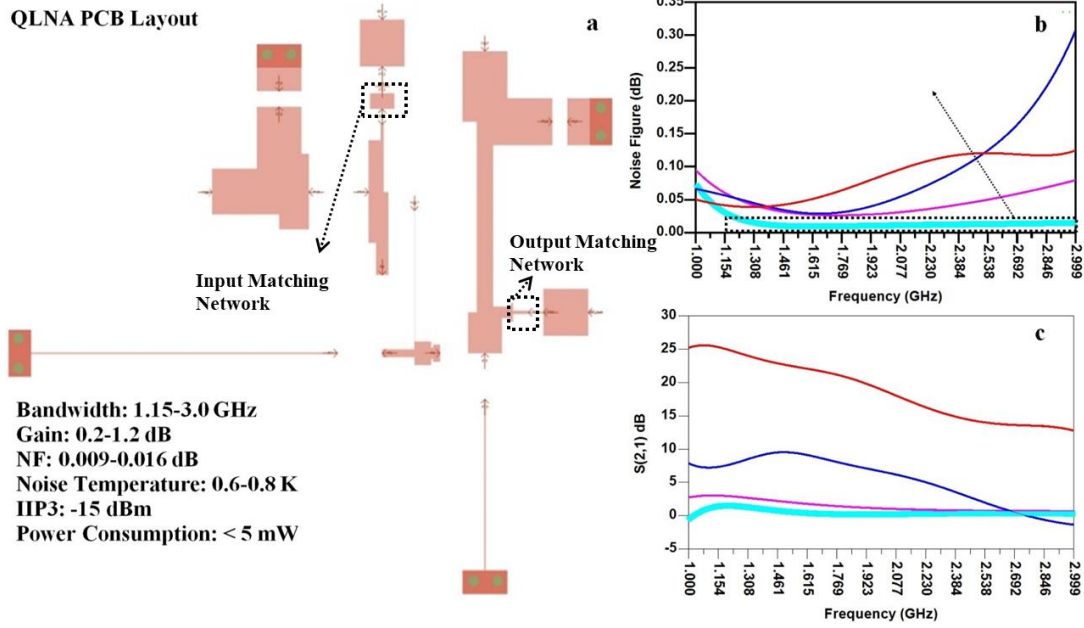 QLNA PCB Layout
a
Input Matching
Network
Output Matching
Network
Bandwidth: 1.15-3.0 GHz
Gain: 0.2-1.2 dB
NF: 0.009-0.016 dB
Noise Temperature: 0.6-0.8 K
IIP3: -15 dBm
Power Consumption: < 5 mW
b
Noise Figure (dB)
0.35
0.30
0.25
0.20
0.15
0.10
0.05
0.00
1.000
1.154
1.308
1.461
1.615
1.769
1.923
2.077
2.230
2.384
2.538
2.692
2.846
2.999
Frequency (GHz)
c
S(2,1) dB
30
25
20
15
10
5
0
-5
1.000
1.154
1.308
1.461
1.615
1.769
1.923
2.077
2.230
2.384
2.538
2.692
2.846
2.999
Frequency (GHz)